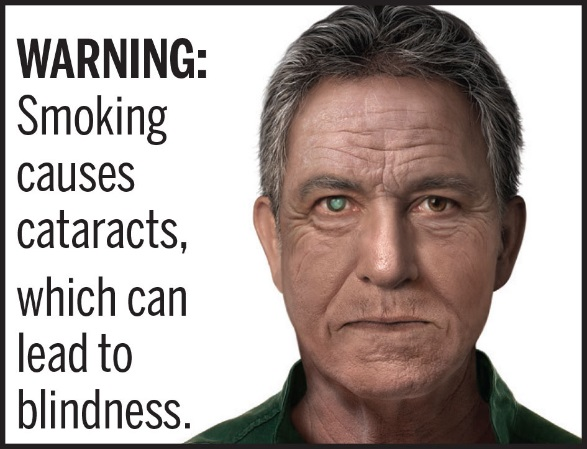 WARNING:
Smoking
causes
cataracts,
which can
lead to
blindness.